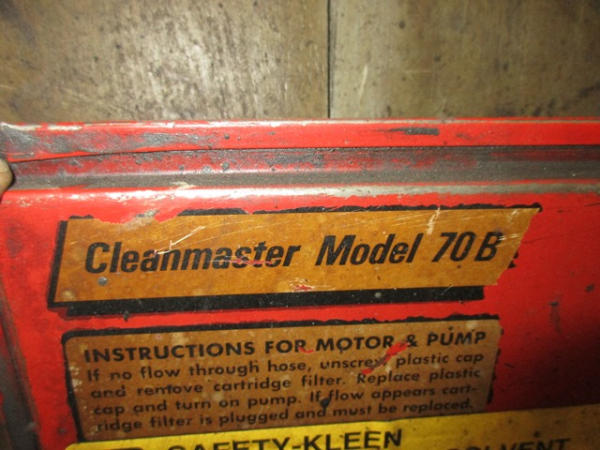 Cleanmaster Model 70B
INSTRUCTIONS FOR MOTOR & PUMP
If no flow through hose, unscrew plastic cap
and remove cartridge filter. Replace plastic
cap and turn on pump. If flow appears cart-
ridge filter is plugged and must be replaced.
SAFETY-KLEEN
SOLVENT